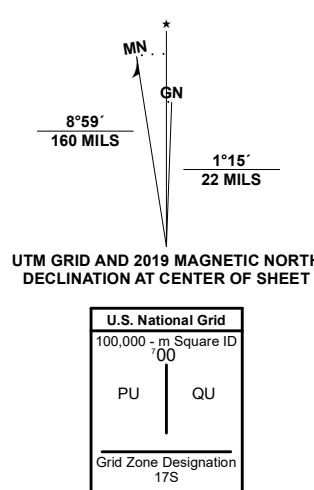 ★
MN
GN
8°59´
160 MILS
1°15´
22 MILS
UTM GRID AND 2019 MAGNETIC NORTH
DECLINATION AT CENTER OF SHEET
U.S. National Grid
100,000 - m Square ID
⁷00
PU QU
Grid Zone Designation
17S